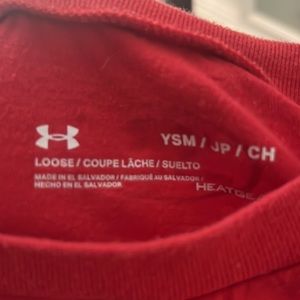 YSM / JP / CH
LOOSE / COUPE LÂCHE / SUELTO
MADE IN EL SALVADOR / FABRIQUÉ AU SALVADOR /
HECHO EN EL SALVADOR
HEATGE